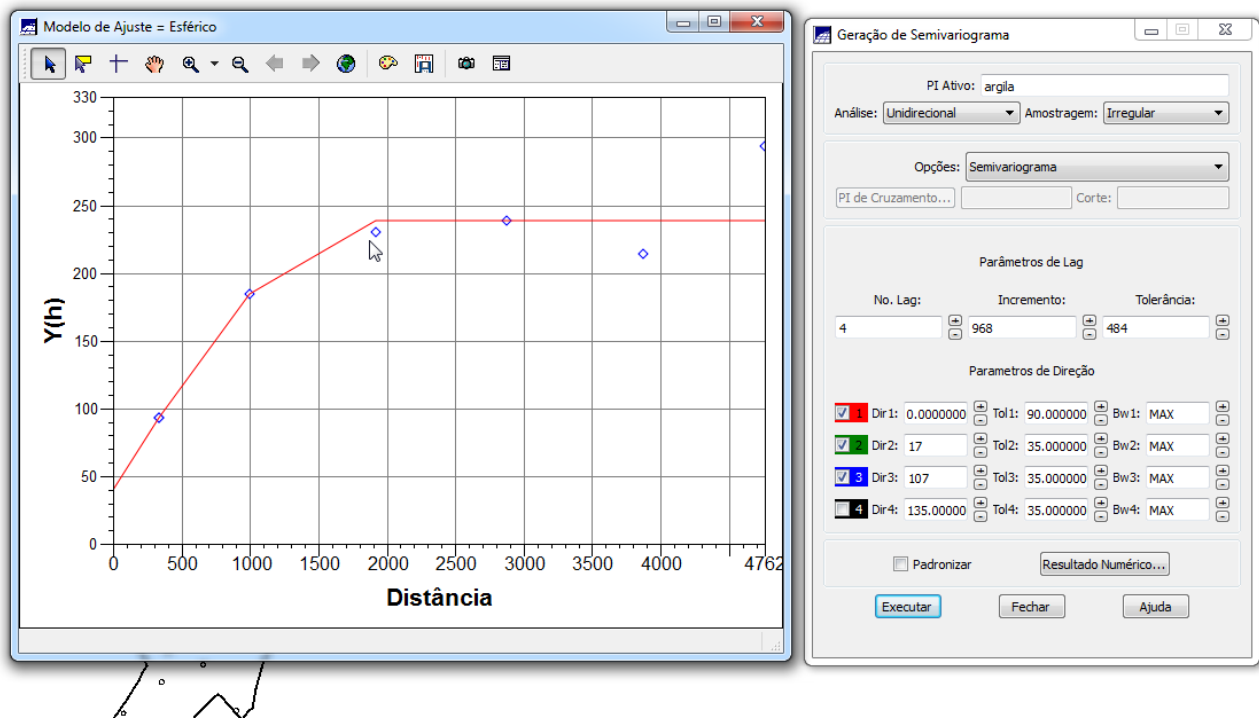 Modelo de Ajuste = Esférico
330
300
250
200
150
100
50
0
Y(h)
0 500 1000 1500 2000 2500 3000 3500 4000 4762
Distância
Geração de Semivariograma
PI Ativo: argila
Análise: Unidirecional Amostragem: Irregular
Opções: Semivariograma
PI de Cruzamento... Corte:
Parâmetros de Lag
No. Lag: Incremento: Tolerância:
4 968 484
Parametros de Direção
1 Dir1: 0.0000000 Tol1: 90.000000 Bw1: MAX
2 Dir2: 17 Tol2: 35.000000 Bw2: MAX
3 Dir3: 107 Tol3: 35.000000 Bw3: MAX
4 Dir4: 135.00000 Tol4: 35.000000 Bw4: MAX
Padronizar Resultado Numérico...
Executar Fechar Ajuda